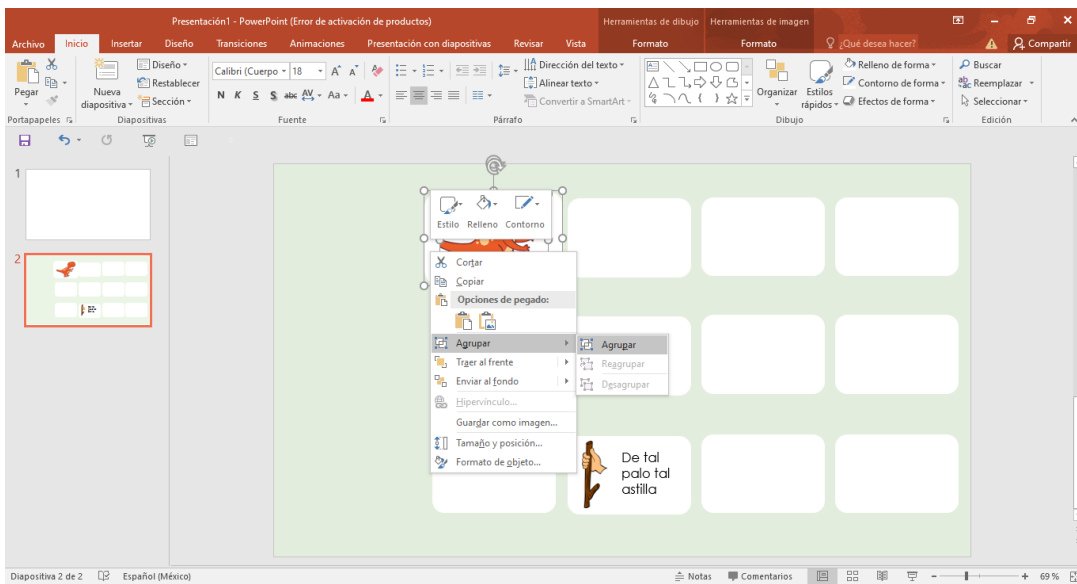 Presentación1 - PowerPoint (Error de activación de productos)
Herramientas de dibujo
Herramientas de imagen
Archivo Inicio Insertar Diseño Transiciones Animaciones Presentación con diapositivas Revisar Vista Formato Formato ¿Qué desea hacer? Compartir
Pegar
Nueva diapositiva
Diseño
Restablecer
Sección
Calibri (Cuerpo 18
N K S S abc AV Aa A
Dirección del texto
Alinear texto
Convertir a SmartArt
Organizar
Estilos rápidos
Relleno de forma
Contorno de forma
Efectos de forma
Buscar
Reemplazar
Seleccionar
Portapapeles Diapositivas Fuente Párrafo Dibujo Edición
1
2
Estilo Relleno Contorno
Cortar
Copiar
Opciones de pegado:
Agrupar
Traer al frente
Enviar al fondo
Hipervínculo...
Guardar como imagen...
Tamaño y posición...
Formato de objeto...
Agrupar
Reagrupar
Desagrupar
De tal
palo tal
astilla
Diapositiva 2 de 2 Español (México) Notas Comentarios 69 %